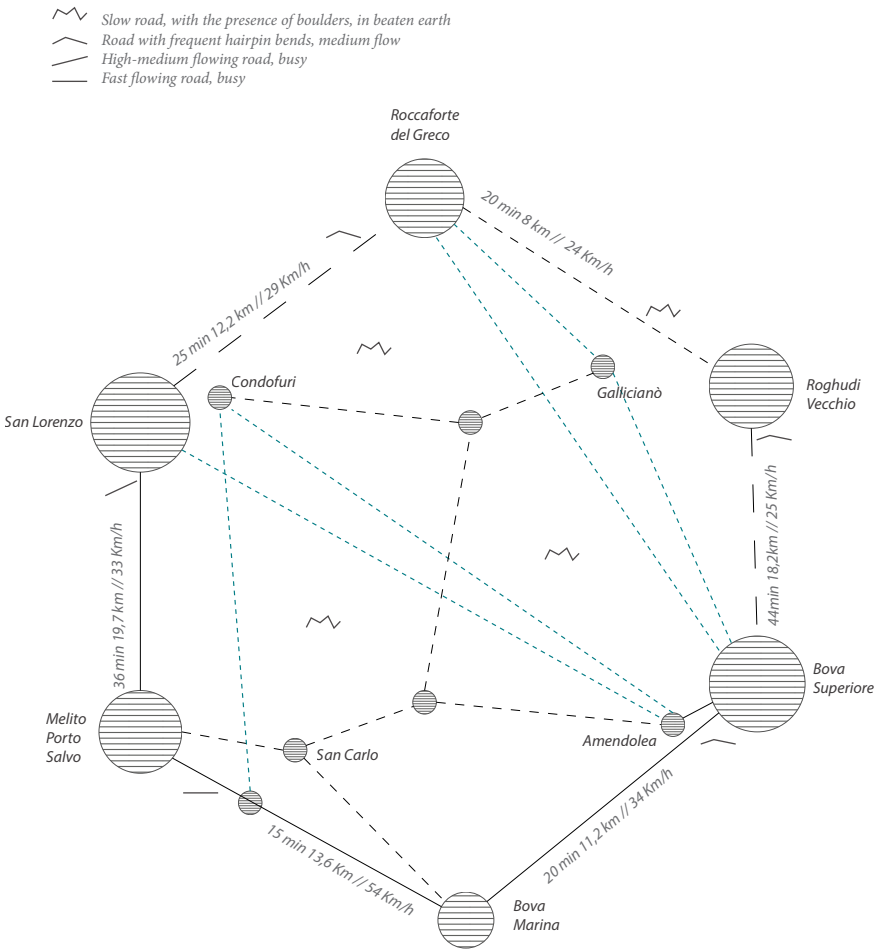 Slow road, with the presence of boulders, in beaten earth
Road with frequent hairpin bends, medium flow
High-medium flowing road, busy
Fast flowing road, busy
Roccaforte
del Greco
20 min 8 km // 24 Km/h
25 min 12,2 km // 29 Km/h
Condofuri
Gallicianò
Roghudi
Vecchio
San Lorenzo
44min 18,2km // 25 Km/h
36 min 19,7 km // 33 Km/h
Bova
Superiore
Melito
Porto
Salvo
San Carlo
Amendolea
20 min 11,2 km // 34 Km/h
15 min 13,6 Km // 54 Km/h
Bova
Marina